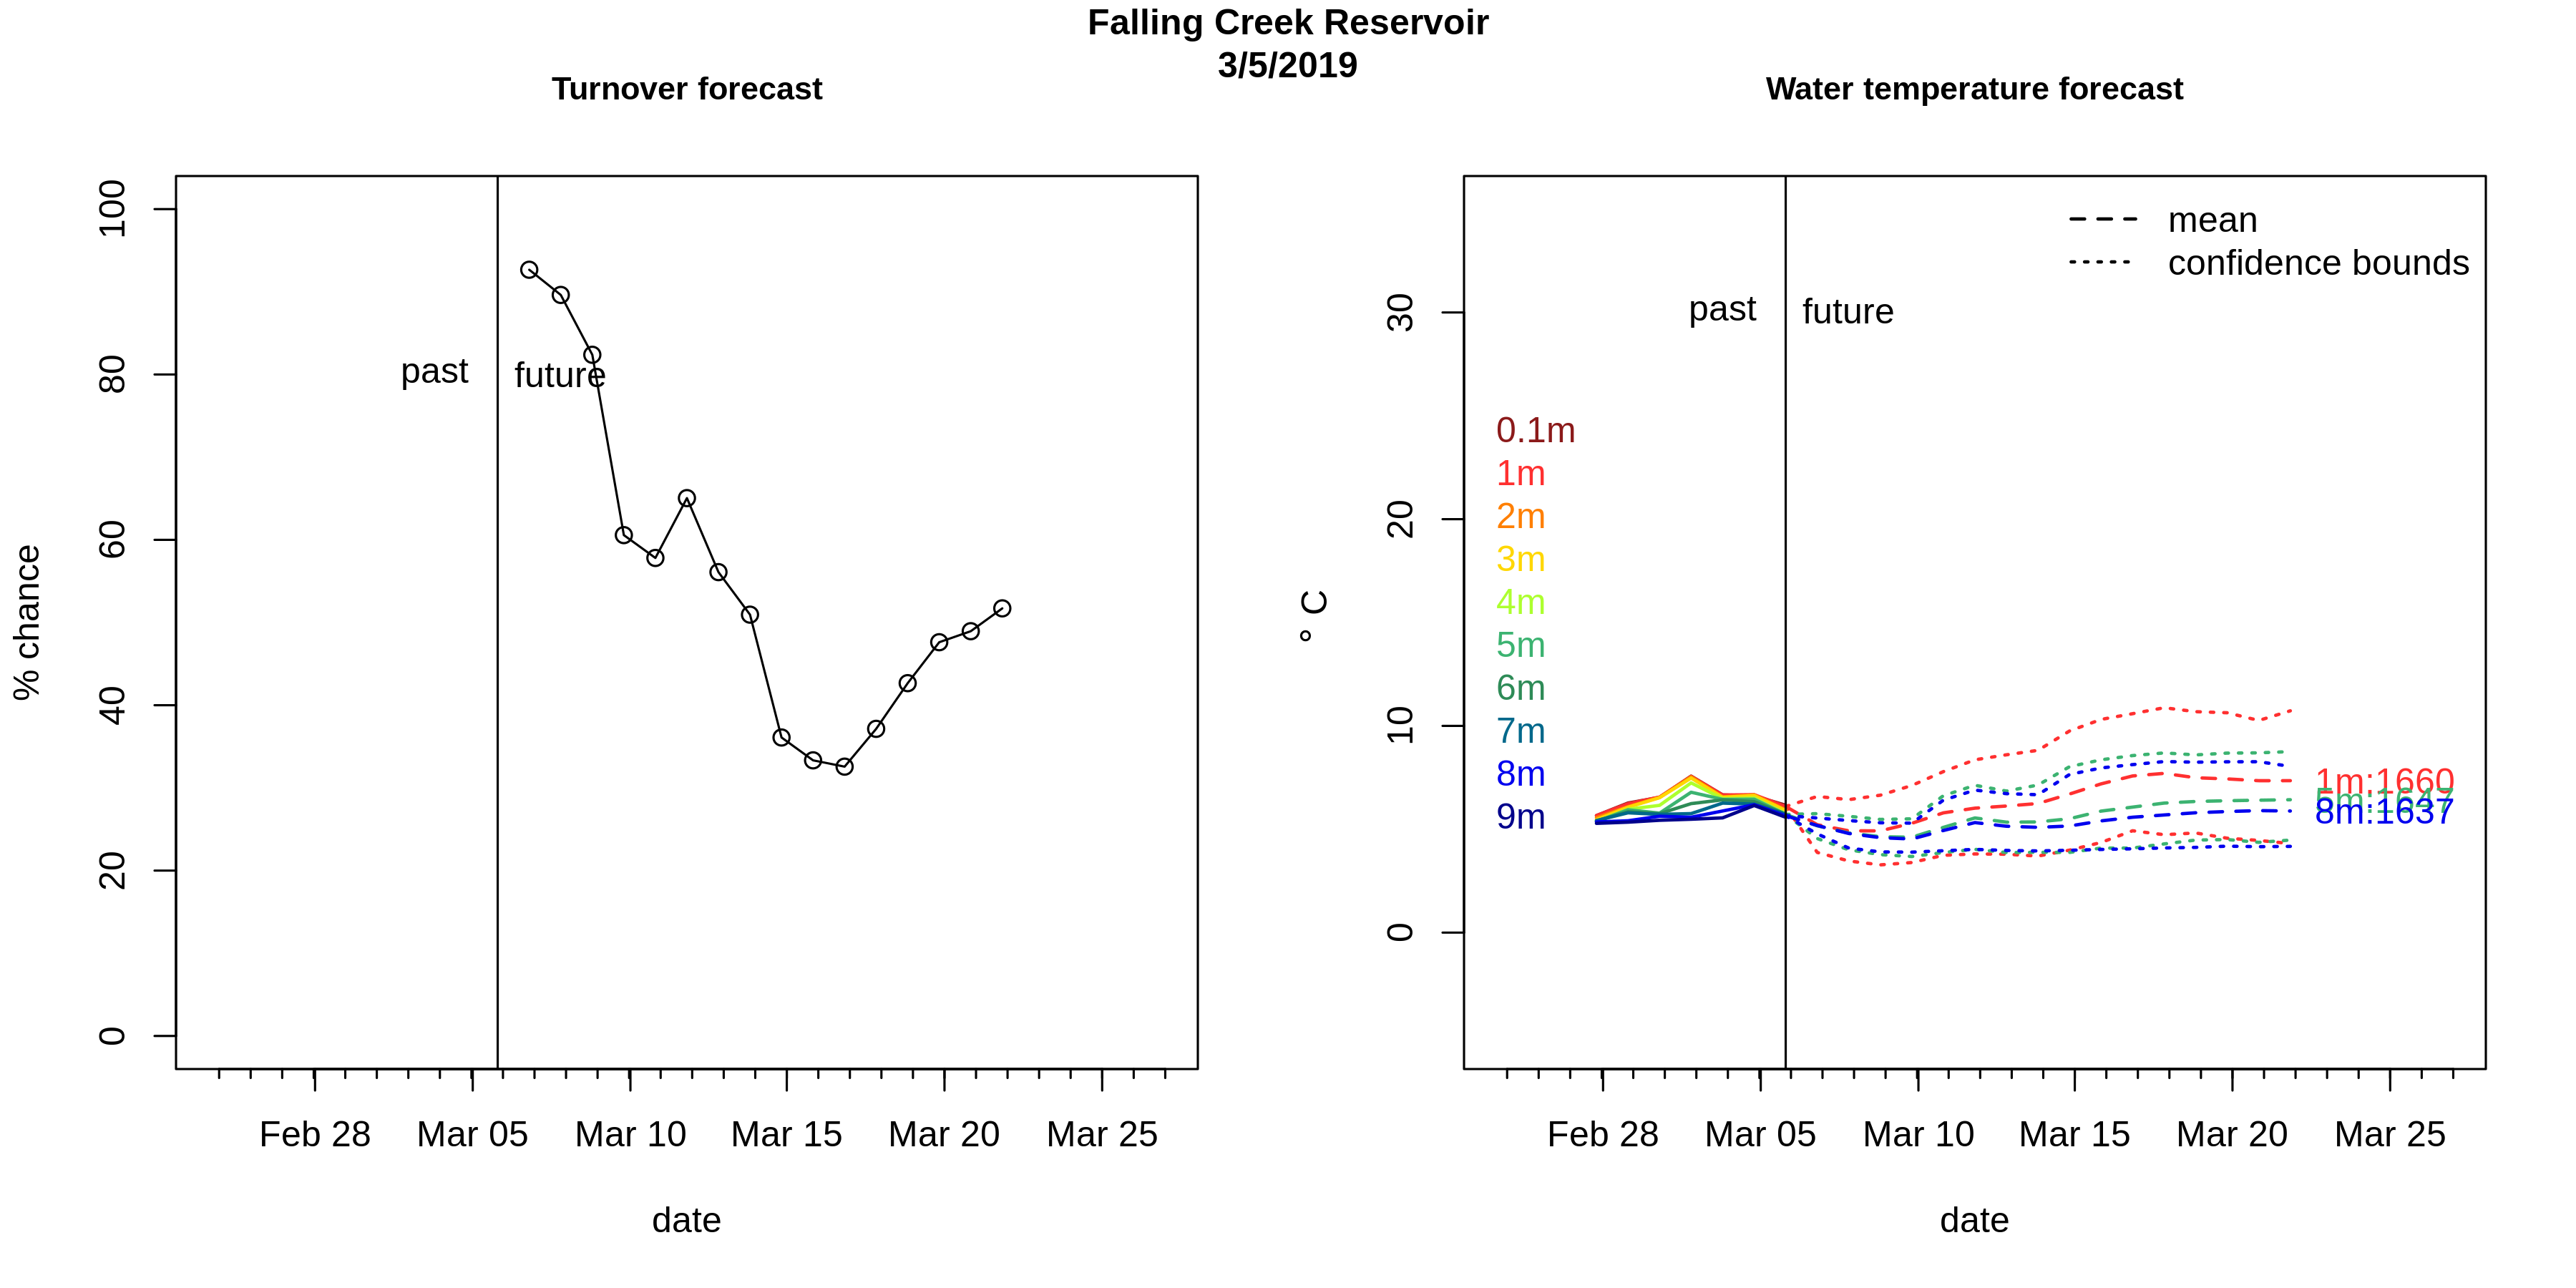 Falling Creek Reservoir
3/5/2019
Turnover forecast
% chance
100
80
60
40
20
0
past
future
Feb 28
Mar 05
Mar 10
Mar 15
Mar 20
Mar 25
date
Water temperature forecast
° C
30
20
10
0
mean
confidence bounds
past
future
0.1m
1m
2m
3m
4m
5m
6m
7m
8m
9m
1m:1660
8m:1637
Feb 28
Mar 05
Mar 10
Mar 15
Mar 20
Mar 25
date